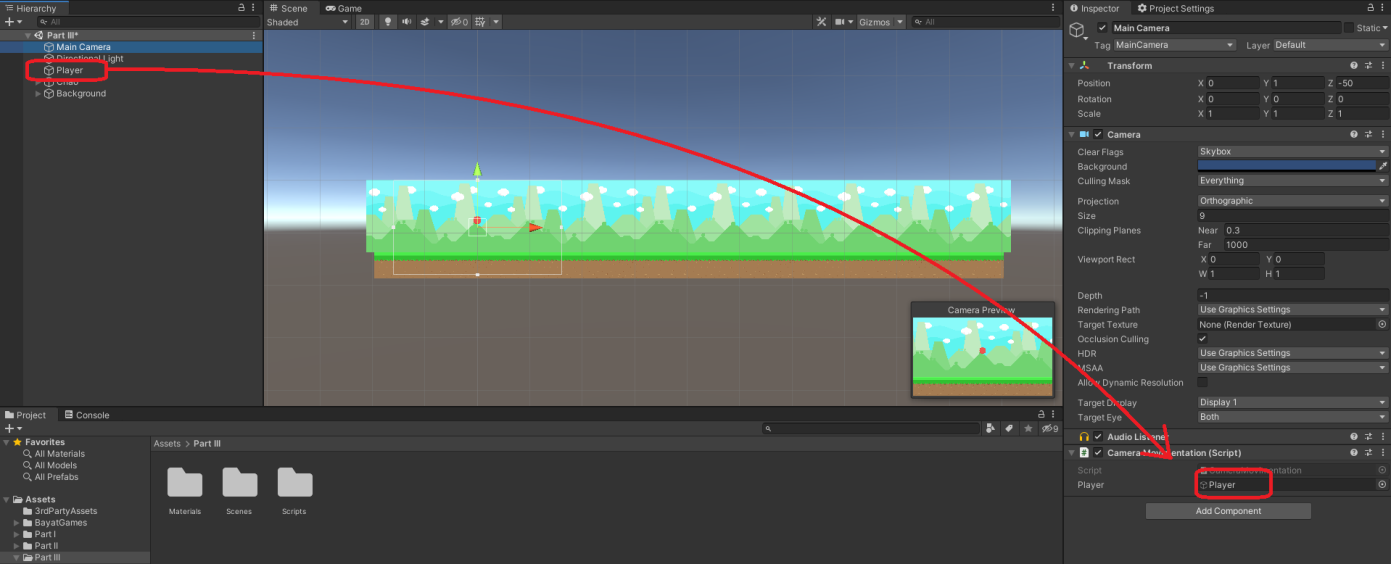 Hierarchy
All
Part III*
Main Camera
Directional Light
Player
Chao
Background
Scene
Game
Shaded
2D
0
Gizmos
All
Camera Preview
Inspector
Project Settings
Main Camera
Static
Tag MainCamera Layer Default
Transform
Position X 0 Y 1 Z -50
Rotation X 0 Y 0 Z 0
Scale X 1 Y 1 Z 1
Camera
Clear Flags Skybox
Background
Culling Mask Everything
Projection Orthographic
Size 9
Clipping Planes Near 0.3
Far 1000
Viewport Rect X 0 Y 0
W 1 H 1
Depth -1
Rendering Path Use Graphics Settings
Target Texture None (Render Texture)
Occlusion Culling
HDR Use Graphics Settings
MSAA Use Graphics Settings
Allow Dynamic Resolution
Target Display Display 1
Target Eye Both
Audio Listener
Camera Movimentation (Script)
Script CameraMovimentation
Player Player
Add Component
Project
Console
9
Favorites
All Materials
All Models
All Prefabs
Assets
3rdPartyAssets
BayatGames
Part I
Part II
Part III
Assets > Part III
Materials
Scenes
Scripts